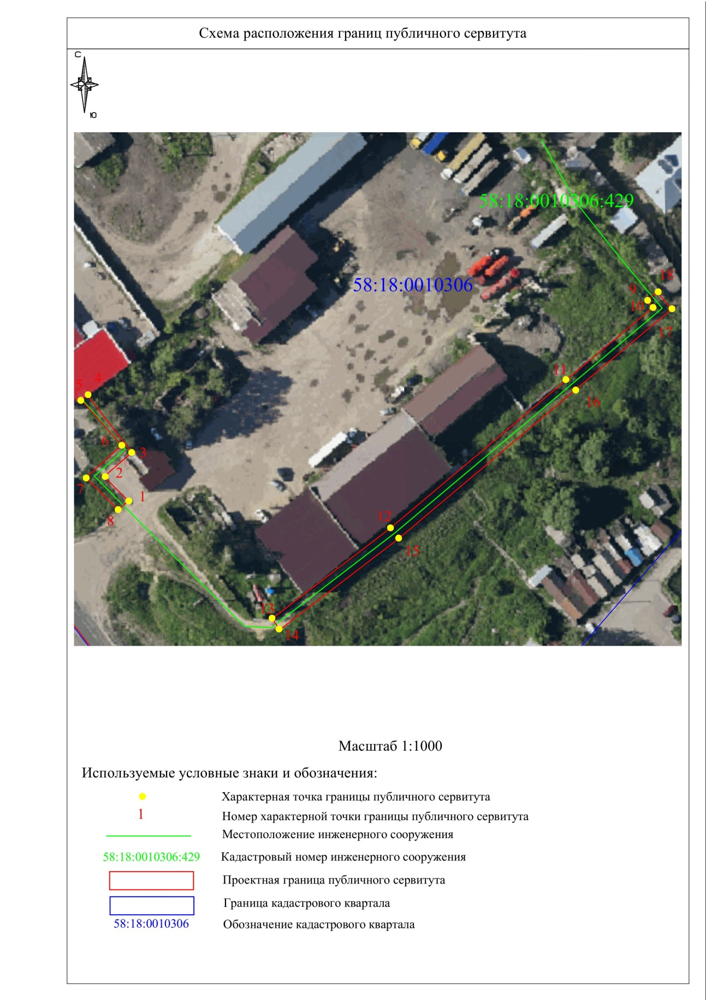 Схема расположения границ публичного сервитута
С
Ю
58:18:0010306:429
58:18:0010306
18
9
10
17
11
16
4
5
6
3
2
7
1
8
12
15
13
14
Масштаб 1:1000
Используемые условные знаки и обозначения:
Характерная точка границы публичного сервитута
1 Номер характерной точки границы публичного сервитута
Местоположение инженерного сооружения
58:18:0010306:429 Кадастровый номер инженерного сооружения
Проектная граница публичного сервитута
Граница кадастрового квартала
58:18:0010306 Обозначение кадастрового квартала